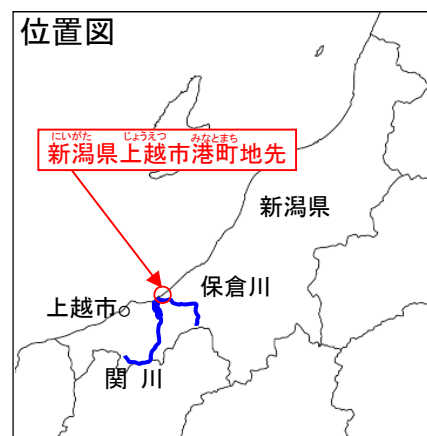 位置図
にいがた じょうえつ みなとまち
新潟県上越市港町地先
新潟県
保倉川
上越市
関 川